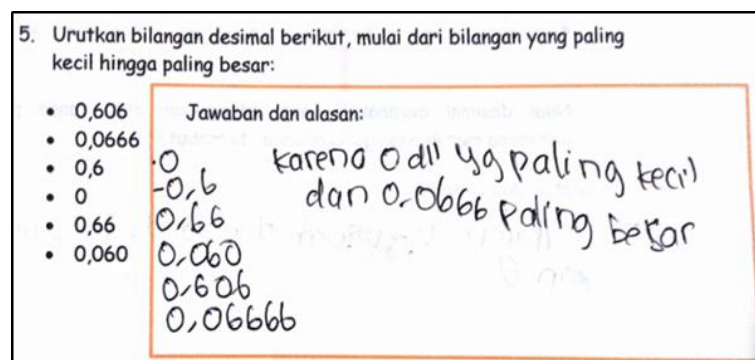 5. Urutkan bilangan desimal berikut, mulai dari bilangan yang paling
kecil hingga paling besar:
• 0,606
• 0,0666
• 0,6
• 0
• 0,66
• 0,060
Jawaban dan alasan:
·0
-0,6
0,66
0,060
0,606
0,06666
karena 0 dll yg paling kecil
dan 0,0666 paling besar